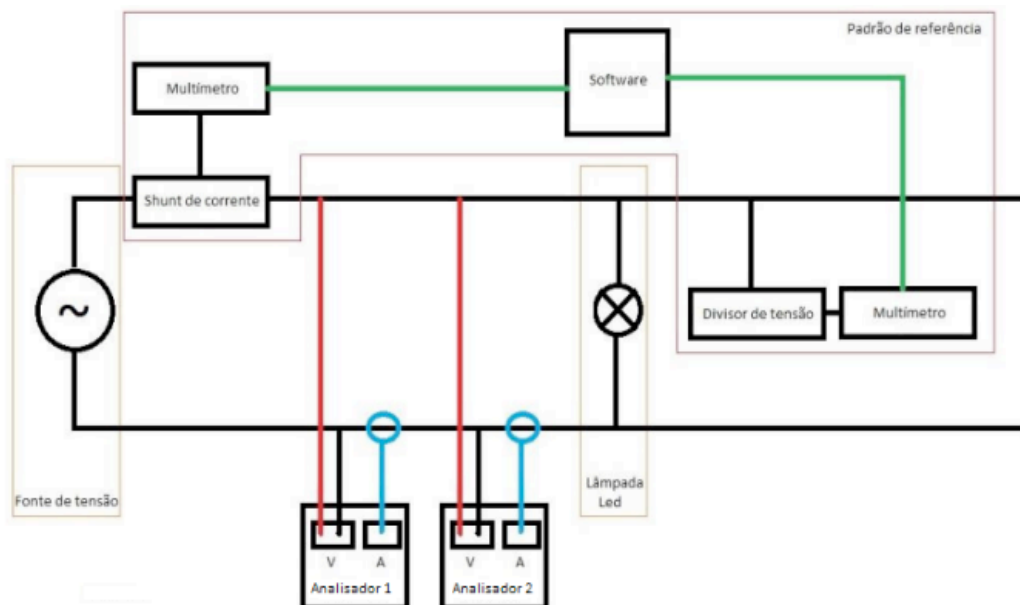 Padrão de referência
Multímetro
Software
Shunt de corrente
Divisor de tensão
Multímetro
Fonte de tensão
Lâmpada
Led
V
A
Analisador 1
V
A
Analisador 2